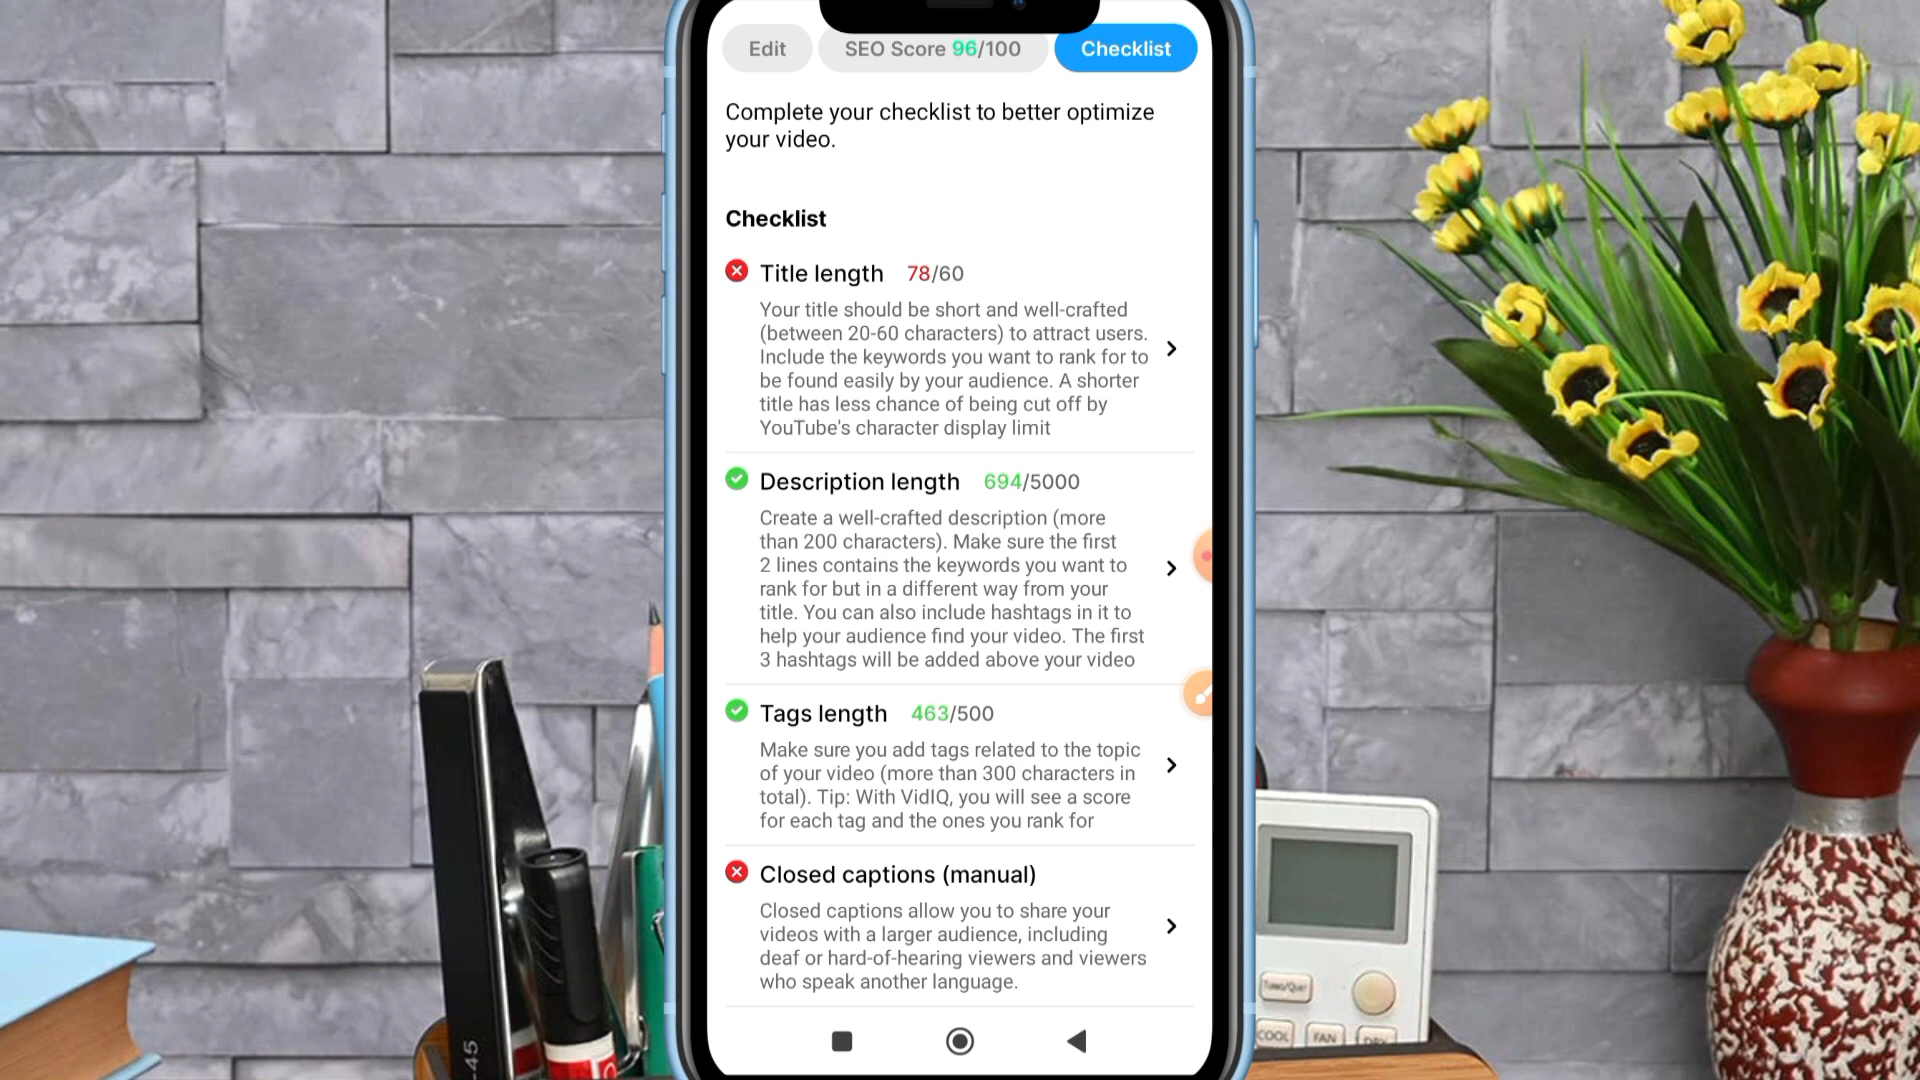 Edit
SEO Score 96/100
Checklist
Complete your checklist to better optimize
your video.
Checklist
Title length 78/60
Your title should be short and well-crafted
(between 20-60 characters) to attract users.
Include the keywords you want to rank for to
be found easily by your audience. A shorter
title has less chance of being cut off by
YouTube's character display limit
Description length 694/5000
Create a well-crafted description (more
than 200 characters). Make sure the first
2 lines contains the keywords you want to
rank for but in a different way from your
title. You can also include hashtags in it to
help your audience find your video. The first
3 hashtags will be added above your video
Tags length 463/500
Make sure you add tags related to the topic
of your video (more than 300 characters in
total). Tip: With VidIQ, you will see a score
for each tag and the ones you rank for
Closed captions (manual)
Closed captions allow you to share your
videos with a larger audience, including
deaf or hard-of-hearing viewers and viewers
who speak another language.
-45
Turbo/Quiet
COOL
FAN
DRY